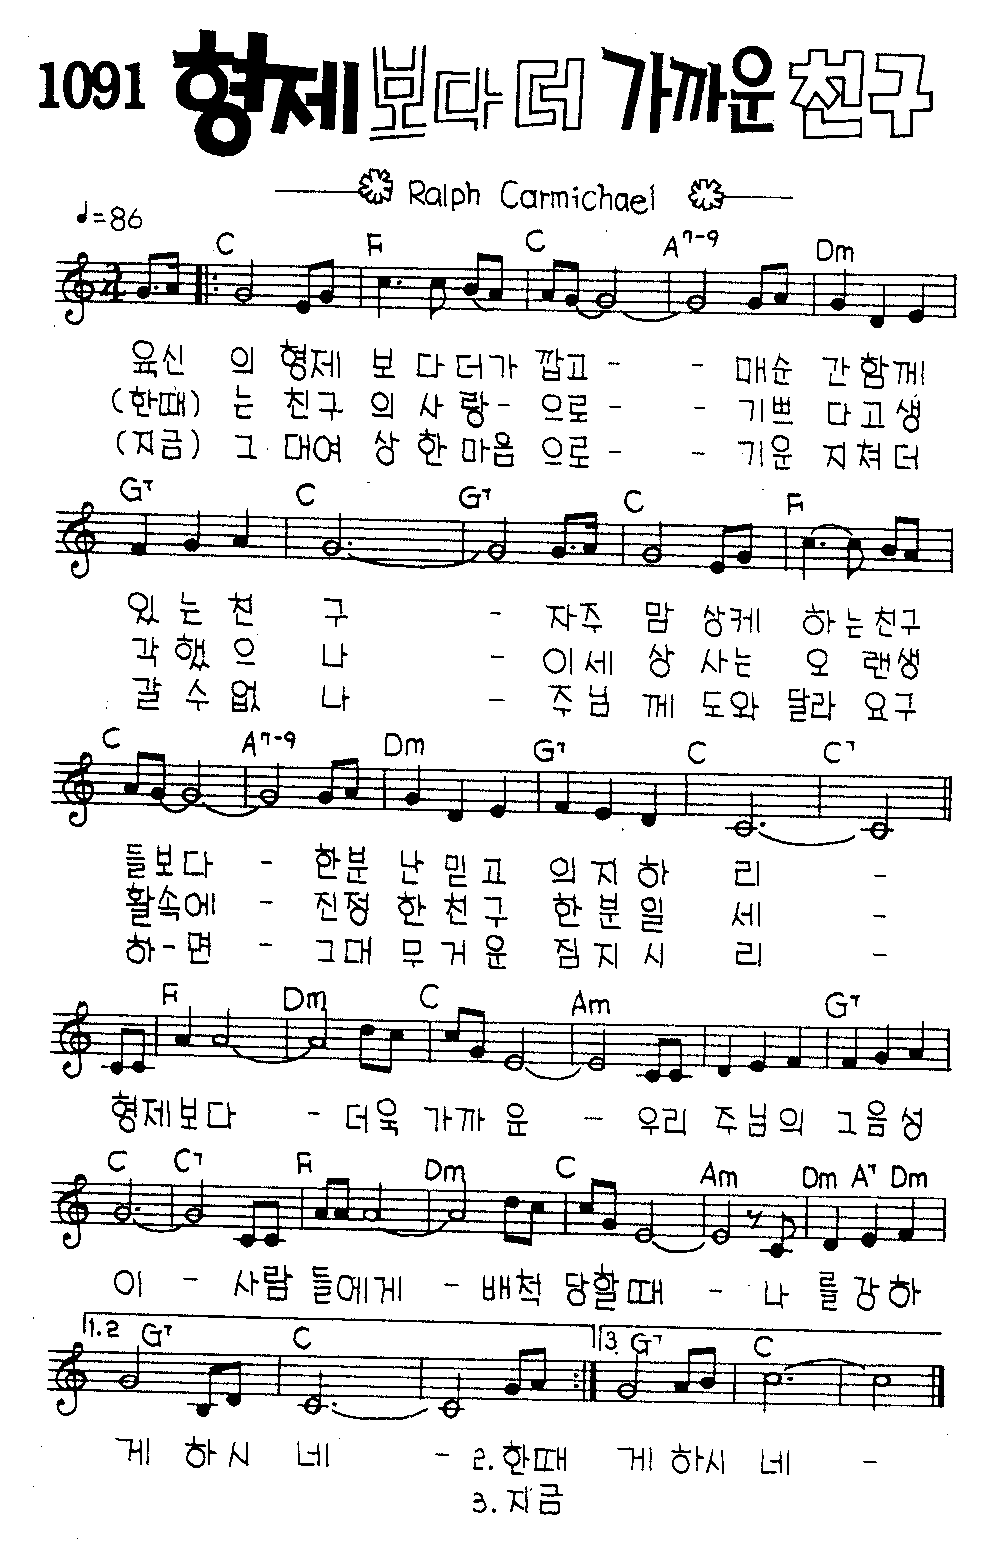 1091 형제보다 더 가까운 친구
Ralph Carmichael
♩=86
C F C A7-9 Dm
육신 의 형제 보 다 더가 깝고 - - 매순 간 함께
(한때) 는 친구 의 사 랑- 으로 - - 기쁘 다 고 생
(지금) 그 대여 상 한 마음 으로 - - 기운 지 쳐 더
G7 C G7 C F
있 는 친 구 - 자주 맘 상케 하 는 친구
각 했 으 나 - 이세 상 사는 오 랜생
갈 수 없 나 - 주님 께 도와 달라 요구
C A7-9 Dm G7 C C7
들보다 - 한분 난 믿 고 의 지 하 리 -
활속에 - 진정 한 친 구 한 분 일 세 -
하-면 - 그대 무 거 운 짐 지 시 리 -
F Dm C Am G7
형제보다 - 더욱 가까 운 - 우리 주님의 그음성
C C7 F Dm C Am Dm A7 Dm
이 - 사람 들에게 - 배척 당할때 - 나 를 강 하
1.2 G7 C 3. G7 C
게 하 시 네 - 2. 한때 게 하시 네 -
3. 지금